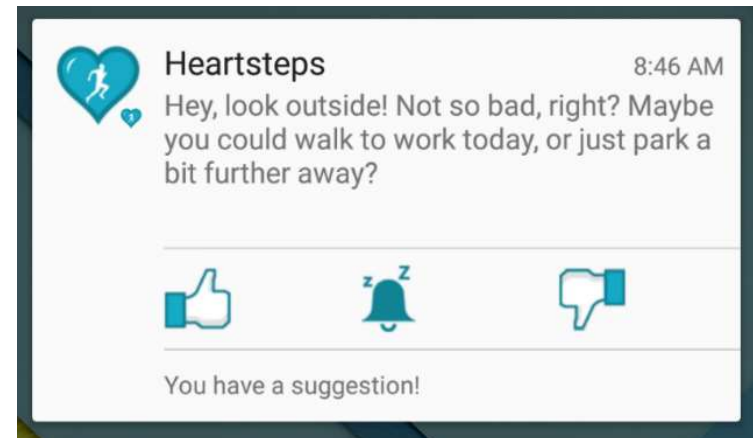 Heartsteps
8:46 AM
Hey, look outside! Not so bad, right? Maybe
you could walk to work today, or just park a
bit further away?
z z
You have a suggestion!